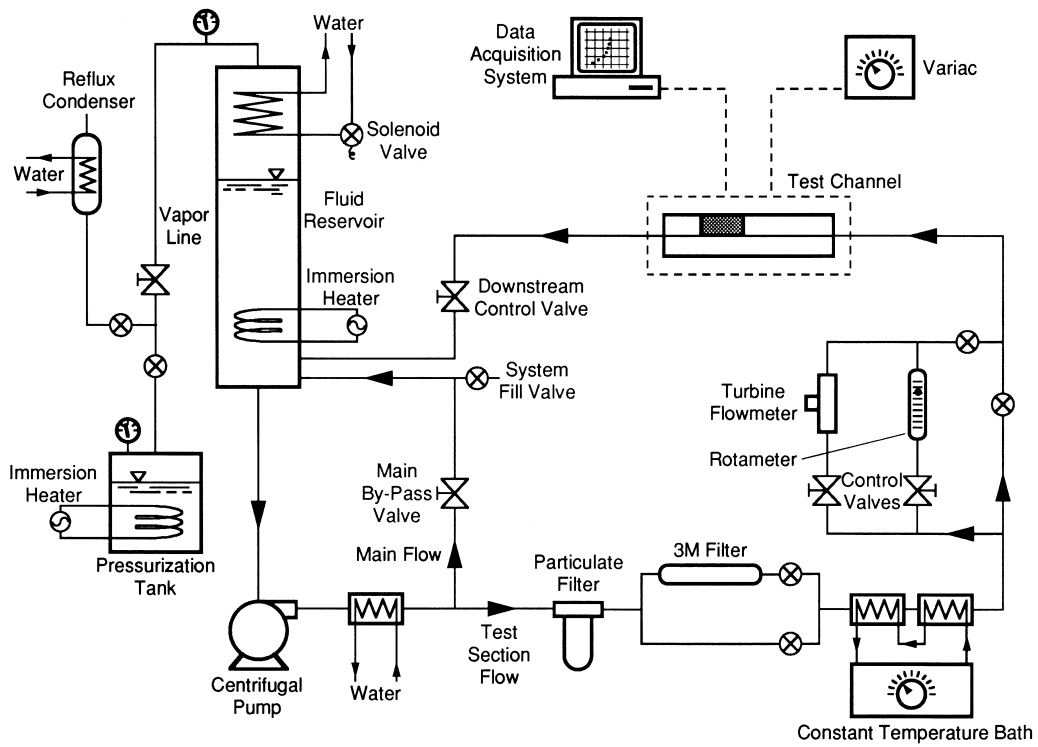 Water
Data
Acquisition
System
Variac
Reflux
Condenser
Solenoid
Valve
Water
Test Channel
Vapor
Line
Fluid
Reservoir
Immersion
Heater
Downstream
Control Valve
System
Fill Valve
Turbine
Flowmeter
Rotameter
Immersion
Heater
Main
By-Pass
Valve
Control
Valves
Main Flow
3M Filter
Particulate
Filter
Pressurization
Tank
Test
Section
Flow
Centrifugal
Pump
Water
Constant Temperature Bath